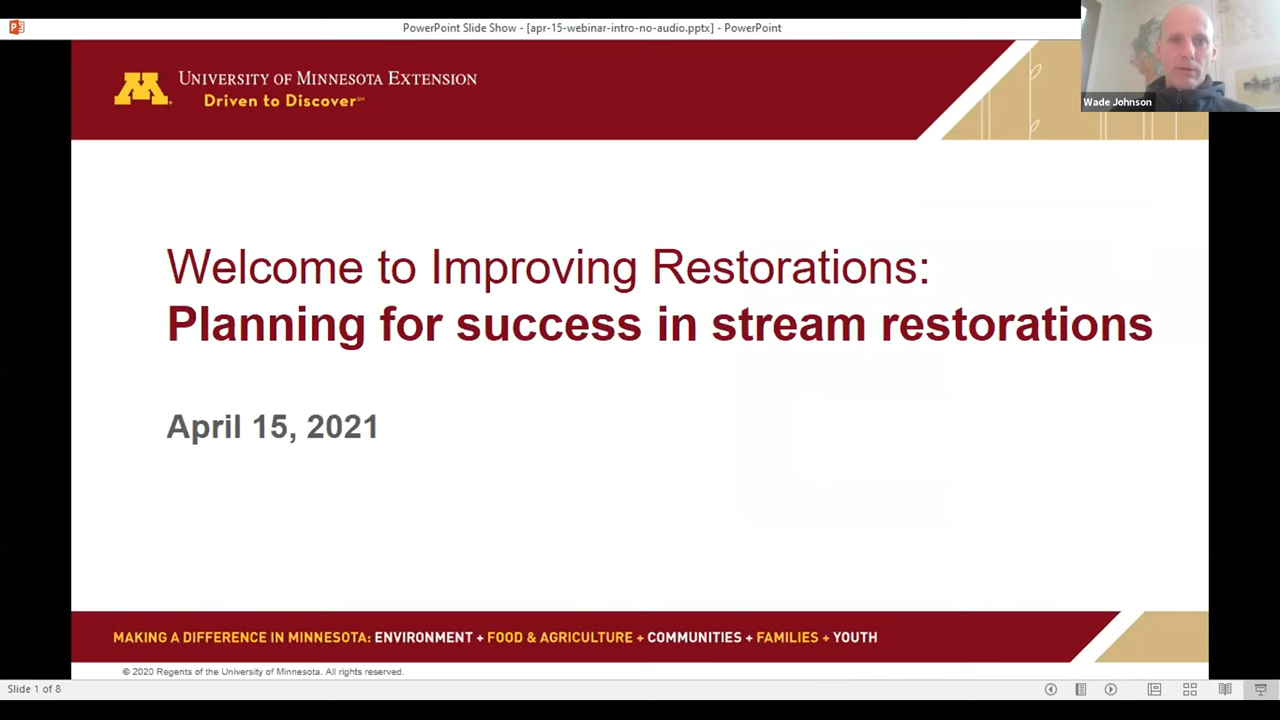 PowerPoint Slide Show - [apr-15-webinar-intro-no-audio.pptx] - PowerPoint
UNIVERSITY OF MINNESOTA EXTENSION
Driven to Discover℠
Wade Johnson
Welcome to Improving Restorations:
Planning for success in stream restorations
April 15, 2021
MAKING A DIFFERENCE IN MINNESOTA: ENVIRONMENT + FOOD & AGRICULTURE + COMMUNITIES + FAMILIES + YOUTH
© 2020 Regents of the University of Minnesota. All rights reserved.
Slide 1 of 8